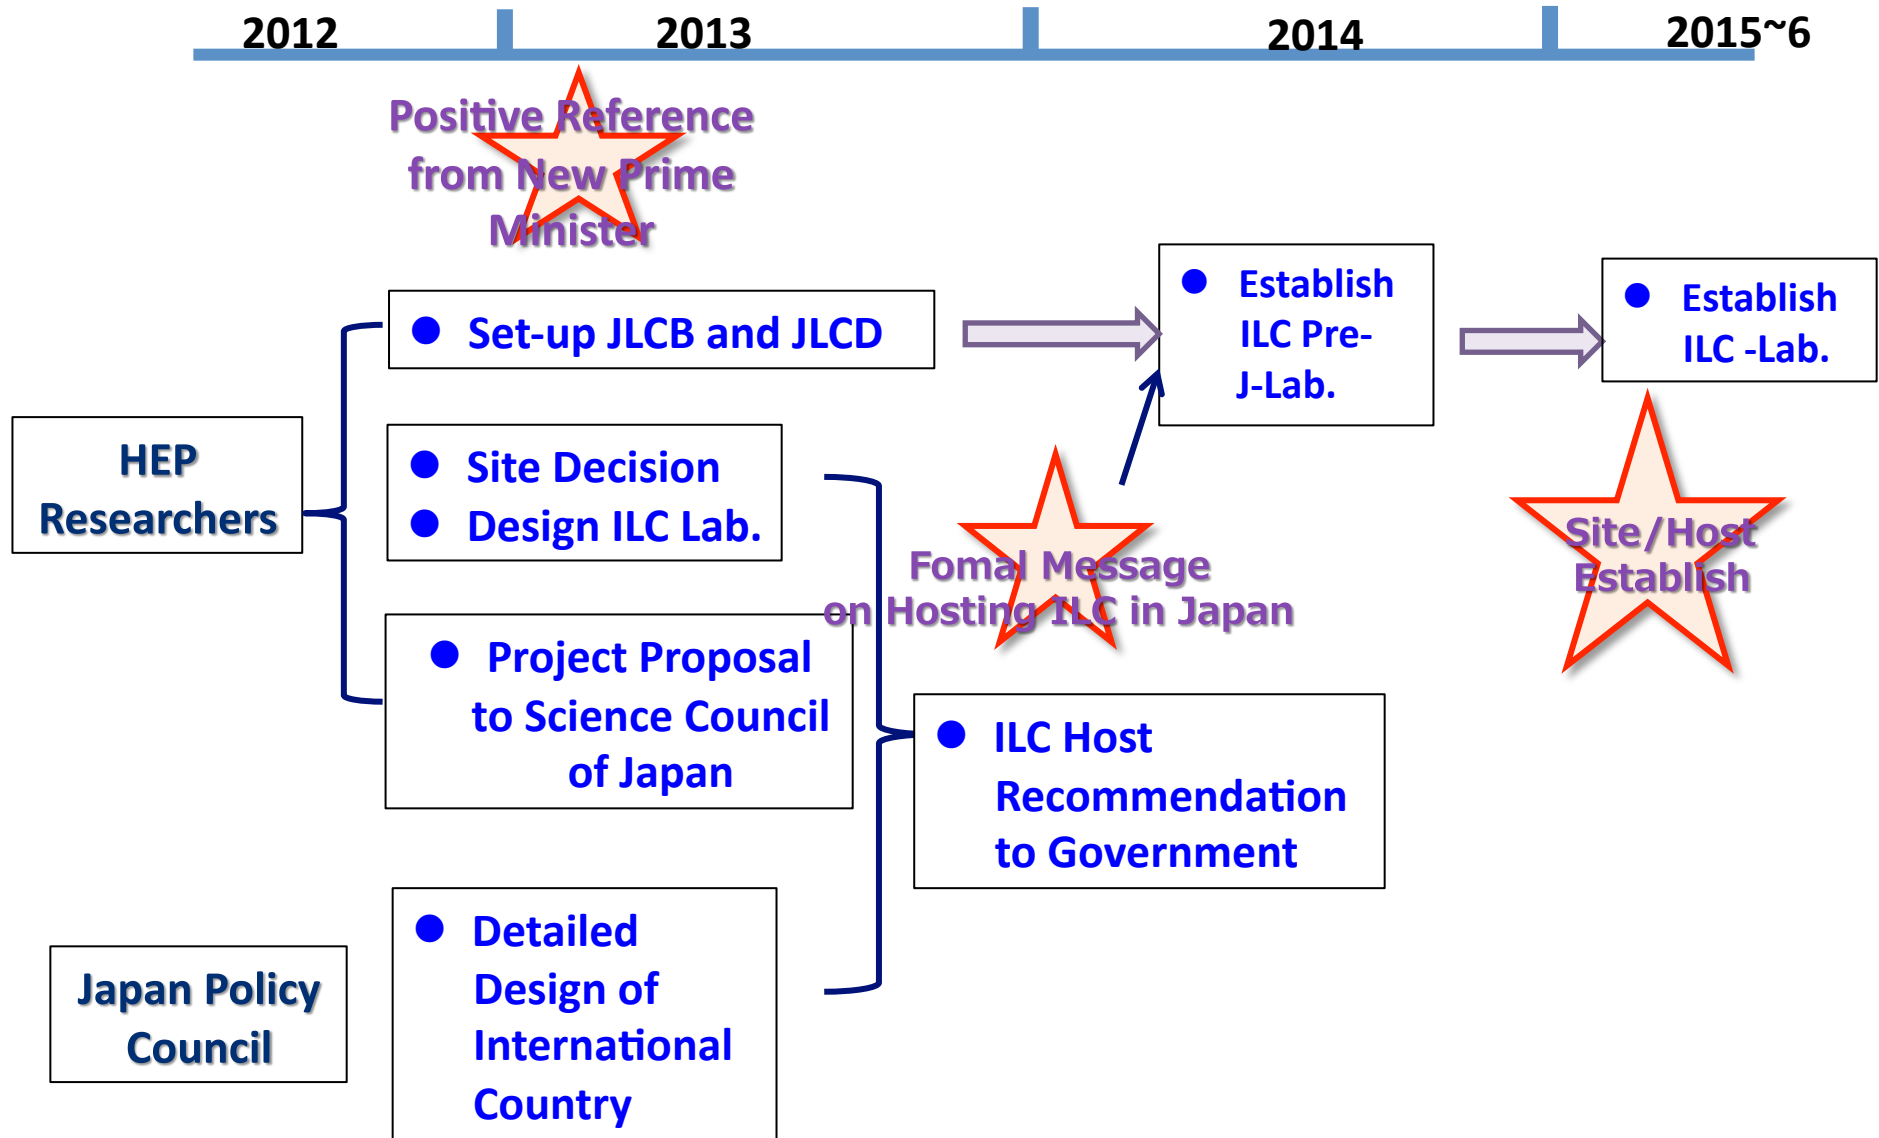 2012 2013 2014 2015~6
Positive Reference
from New Prime
Minister
● Set-up JLCB and JLCD
● Establish
ILC Pre-
J-Lab.
● Establish
ILC -Lab.
HEP
Researchers
● Site Decision
● Design ILC Lab.
Fomal Message
on Hosting ILC in Japan
Site/Host
Establish
● Project Proposal
to Science Council
of Japan
● ILC Host
Recommendation
to Government
Japan Policy
Council
● Detailed
Design of
International
Country